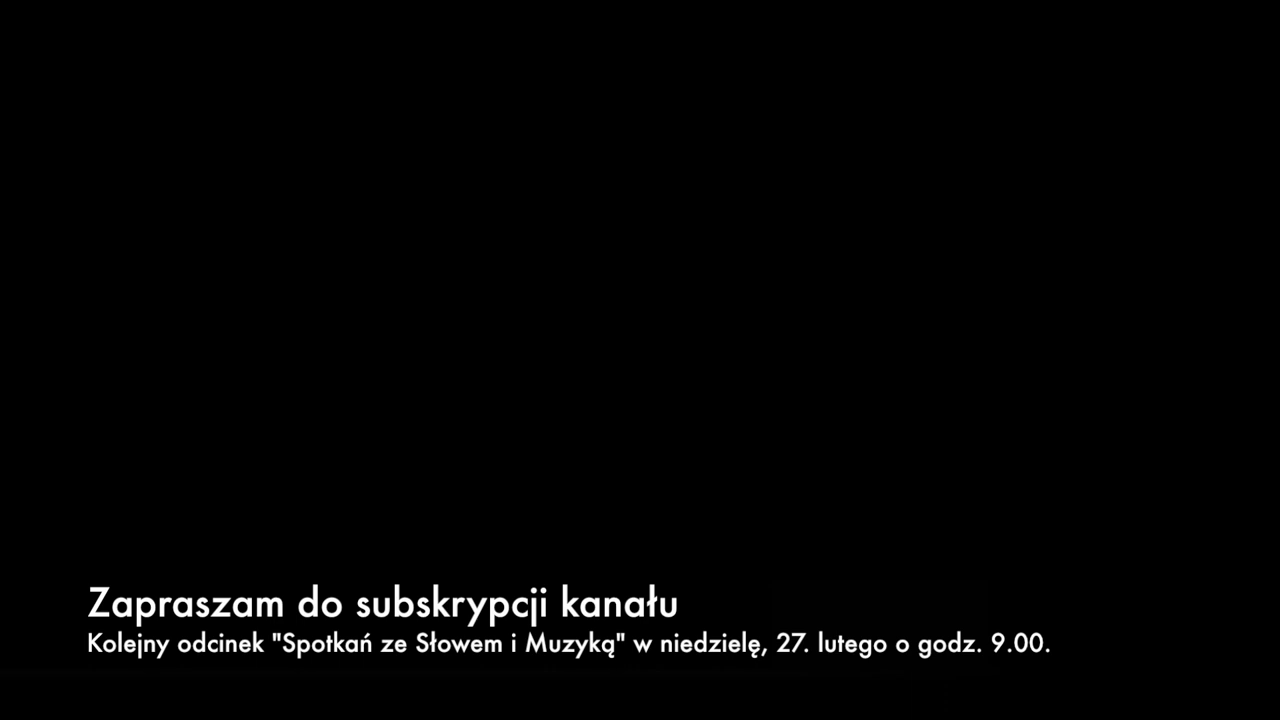 Zapraszam do subskrypcji kanału
Kolejny odcinek "Spotkań ze Słowem i Muzyką" w niedzielę, 27. lutego o godz. 9.00.